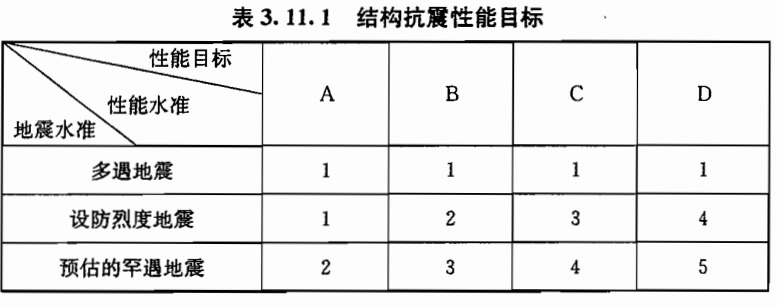 表 3.11.1 结构抗震性能目标
性能目标
性能水准
地震水准
A B C D
多遇地震 1 1 1 1
设防烈度地震 1 2 3 4
预估的罕遇地震 2 3 4 5